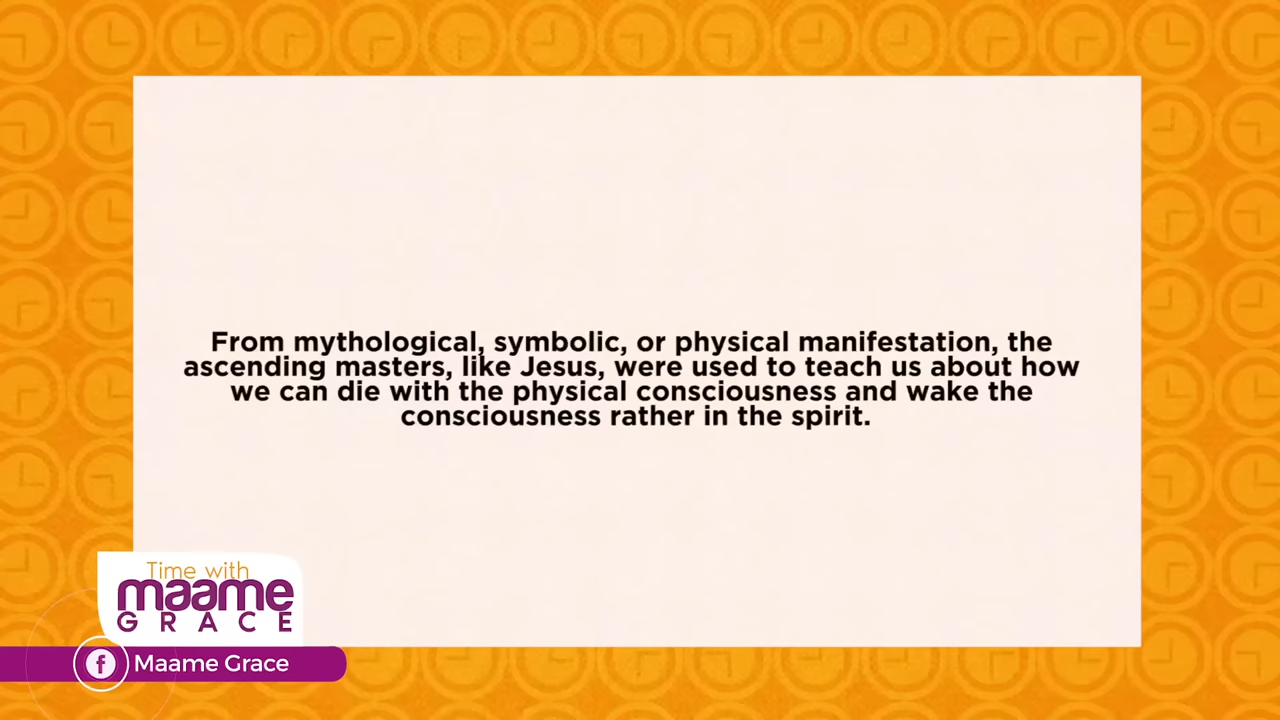 From mythological, symbolic, or physical manifestation, the
ascending masters, like Jesus, were used to teach us about how
we can die with the physical consciousness and wake the
consciousness rather in the spirit.
Time with
maame
GRACE
f Maame Grace